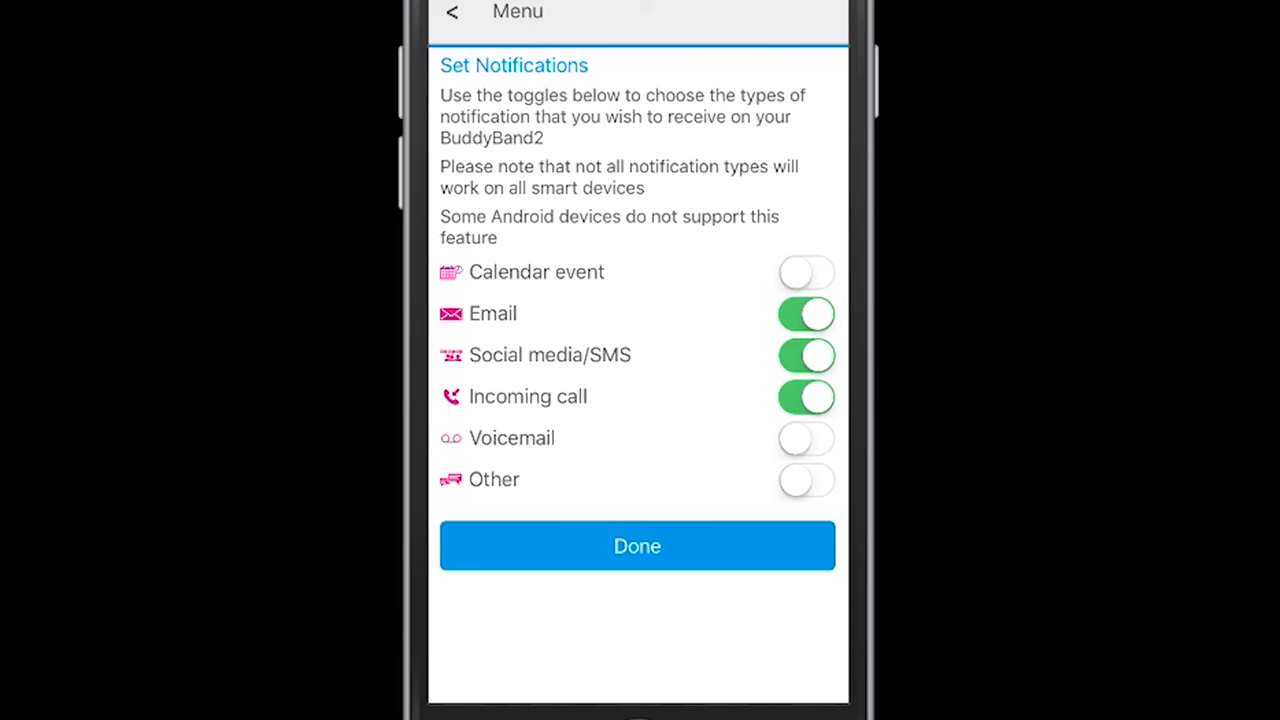 < Menu
Set Notifications
Use the toggles below to choose the types of
notification that you wish to receive on your
BuddyBand2
Please note that not all notification types will
work on all smart devices
Some Android devices do not support this
feature
Calendar event
Email
Social media/SMS
Incoming call
Voicemail
Other
Done